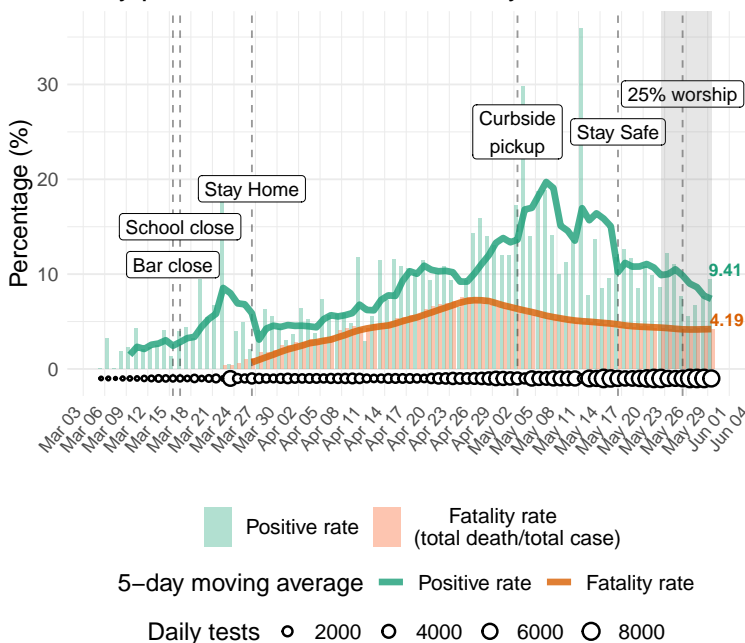 Percentage (%)
30
20
10
0
25% worship
Curbside
pickup
Stay Safe
Stay Home
School close
Bar close
9.41
4.19
Mar 03
Mar 06
Mar 09
Mar 12
Mar 15
Mar 18
Mar 21
Mar 24
Mar 27
Mar 30
Apr 02
Apr 05
Apr 08
Apr 11
Apr 14
Apr 17
Apr 20
Apr 23
Apr 26
Apr 29
May 02
May 05
May 08
May 11
May 14
May 17
May 20
May 23
May 26
May 29
Jun 01
Jun 04
Positive rate
Fatality rate
(total death/total case)
5−day moving average Positive rate Fatality rate
Daily tests 2000 4000 6000 8000